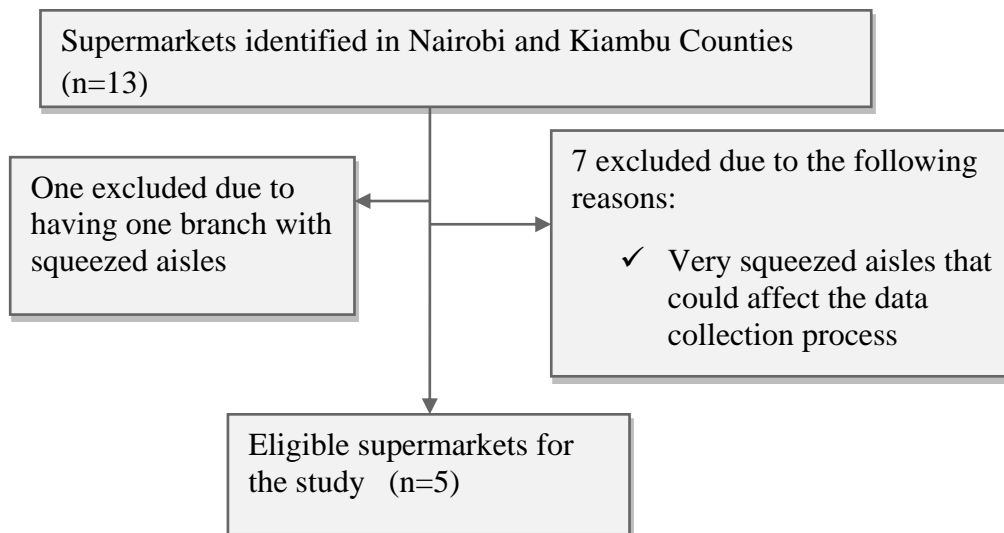 Supermarkets identified in Nairobi and Kiambu Counties
(n=13)
One excluded due to
having one branch with
squeezed aisles
7 excluded due to the following
reasons:
✓ Very squeezed aisles that
could affect the data
collection process
Eligible supermarkets for
the study (n=5)